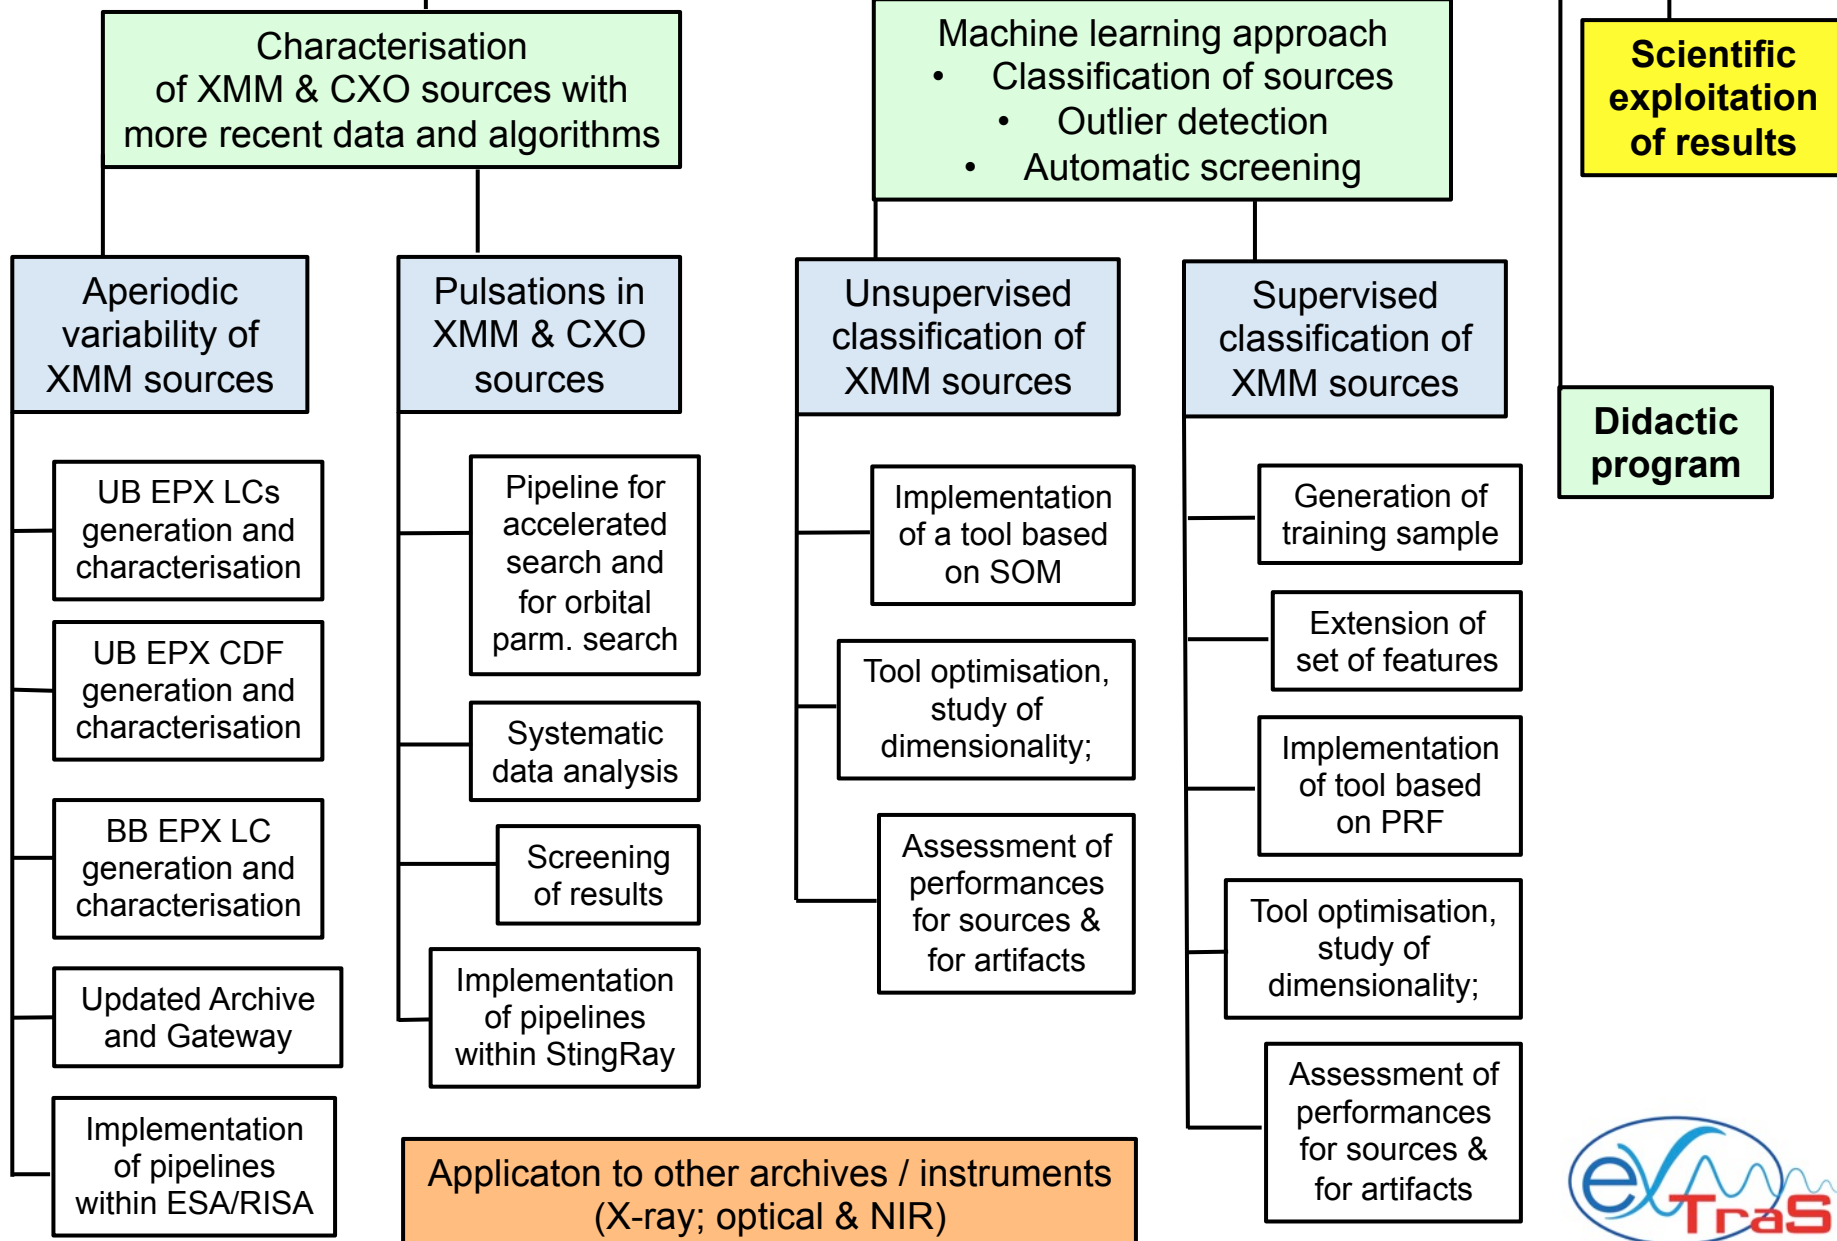 Characterisation
of XMM & CXO sources with
more recent data and algorithms
Machine learning approach
• Classification of sources
• Outlier detection
• Automatic screening
Scientific
exploitation
of results
Aperiodic
variability of
XMM sources
Pulsations in
XMM & CXO
sources
Unsupervised
classification of
XMM sources
Supervised
classification of
XMM sources
Didactic
program
UB EPX LCs
generation and
characterisation
UB EPX CDF
generation and
characterisation
BB EPX LC
generation and
characterisation
Updated Archive
and Gateway
Implementation
of pipelines
within ESA/RISA
Pipeline for
accelerated
search and
for orbital
parm. search
Systematic
data analysis
Screening
of results
Implementation
of pipelines
within StingRay
Implementation
of a tool based
on SOM
Tool optimisation,
study of
dimensionality;
Assessment of
performances
for sources &
for artifacts
Generation of
training sample
Extension of
set of features
Implementation
of tool based
on PRF
Tool optimisation,
study of
dimensionality;
Assessment of
performances
for sources &
for artifacts
Applicaton to other archives / instruments
(X-ray; optical & NIR)
eXTraS